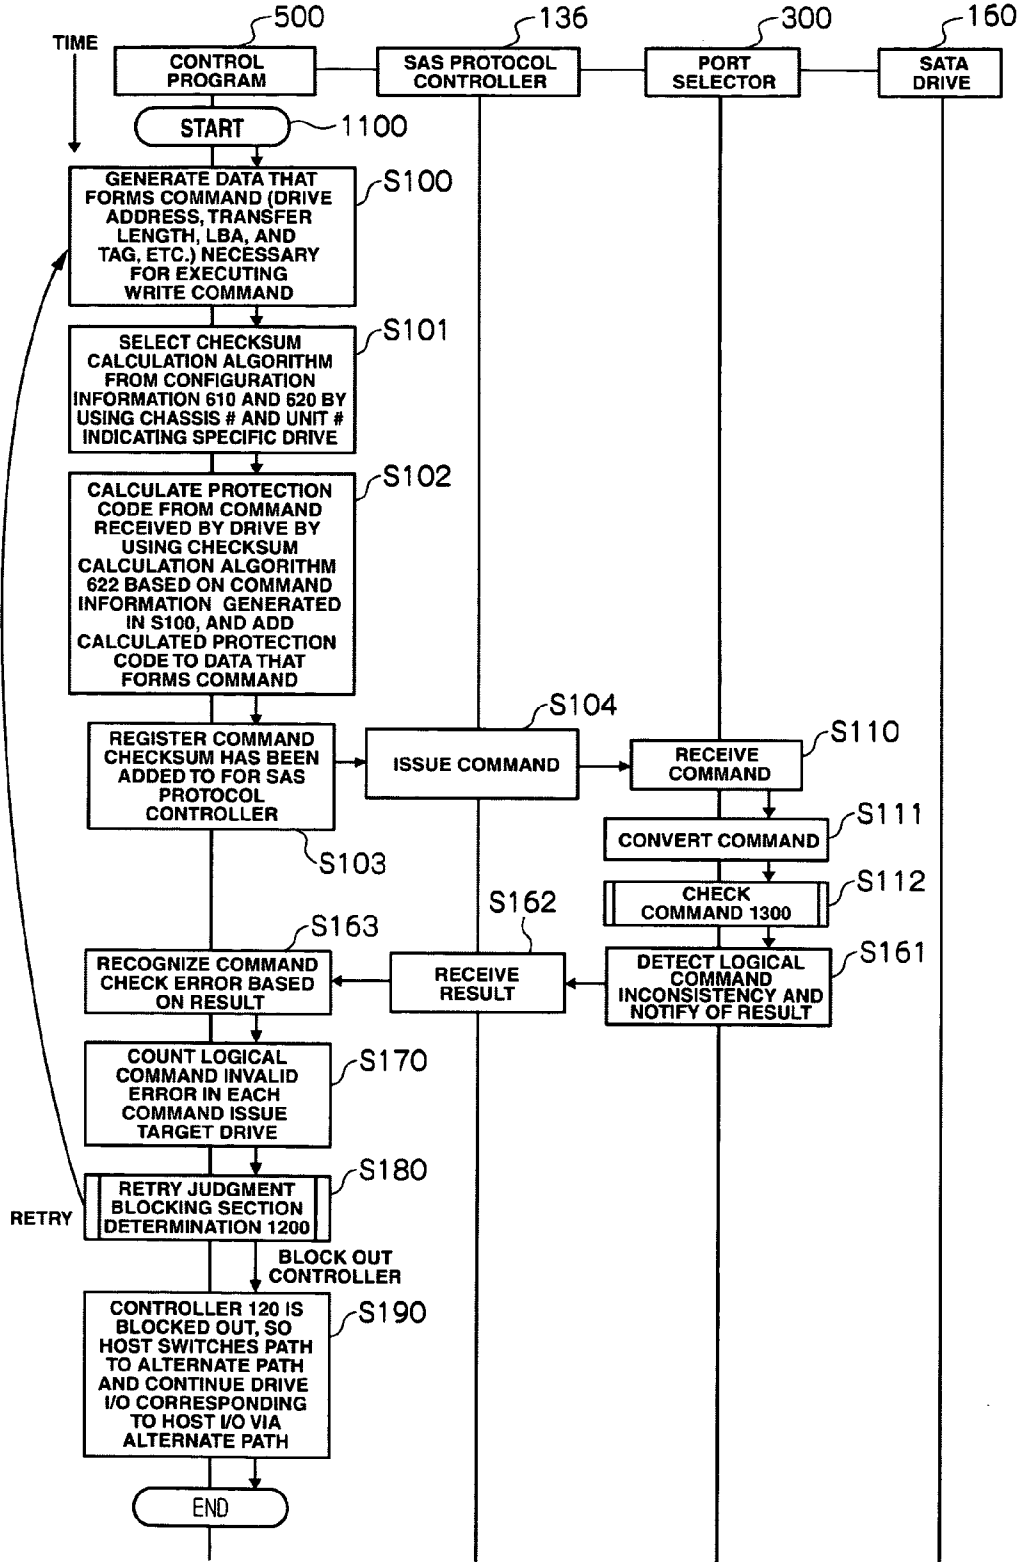 500
136
300
160
TIME
CONTROL
PROGRAM
SAS PROTOCOL
CONTROLLER
PORT
SELECTOR
SATA
DRIVE
START
1100
GENERATE DATA THAT
FORMS COMMAND (DRIVE
ADDRESS, TRANSFER
LENGTH, LBA, AND
TAG, ETC.) NECESSARY
FOR EXECUTING
WRITE COMMAND
S100
SELECT CHECKSUM
CALCULATION ALGORITHM
FROM CONFIGURATION
INFORMATION 610 AND 620 BY
USING CHASSIS # AND UNIT #
INDICATING SPECIFIC DRIVE
S101
CALCULATE PROTECTION
CODE FROM COMMAND
RECEIVED BY DRIVE BY
USING CHECKSUM
CALCULATION ALGORITHM
622 BASED ON COMMAND
INFORMATION GENERATED
IN S100, AND ADD
CALCULATED PROTECTION
CODE TO DATA THAT
FORMS COMMAND
S102
REGISTER COMMAND
CHECKSUM HAS BEEN
ADDED TO FOR SAS
PROTOCOL
CONTROLLER
S103
ISSUE COMMAND
S104
RECEIVE
COMMAND
S110
CONVERT COMMAND
S111
CHECK
COMMAND 1300
S112
DETECT LOGICAL
COMMAND
INCONSISTENCY AND
NOTIFY OF RESULT
S161
RECEIVE
RESULT
S162
RECOGNIZE COMMAND
CHECK ERROR BASED
ON RESULT
S163
COUNT LOGICAL
COMMAND INVALID
ERROR IN EACH
COMMAND ISSUE
TARGET DRIVE
S170
RETRY JUDGMENT
BLOCKING SECTION
DETERMINATION 1200
S180
RETRY
BLOCK OUT
CONTROLLER
CONTROLLER 120 IS
BLOCKED OUT, SO
HOST SWITCHES PATH
TO ALTERNATE PATH
AND CONTINUE DRIVE
I/O CORRESPONDING
TO HOST I/O VIA
ALTERNATE PATH
S190
END